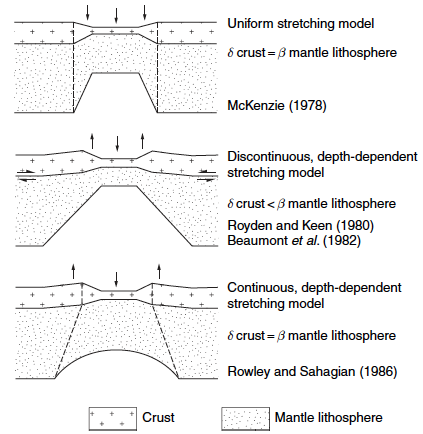 Uniform stretching model
δ crust = β mantle lithosphere
McKenzie (1978)
Discontinuous, depth-dependent
stretching model
δ crust < β mantle lithosphere
Royden and Keen (1980)
Beaumont et al. (1982)
Continuous, depth-dependent
stretching model
δ crust = β mantle lithosphere
Rowley and Sahagian (1986)
Crust
Mantle lithosphere